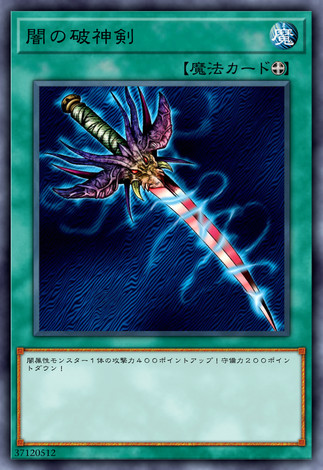 闇の破神剣
魔
【魔法カード】
闇属性モンスター1体の攻撃力400ポイントアップ！守備力200ポイン
トダウン！
37120512